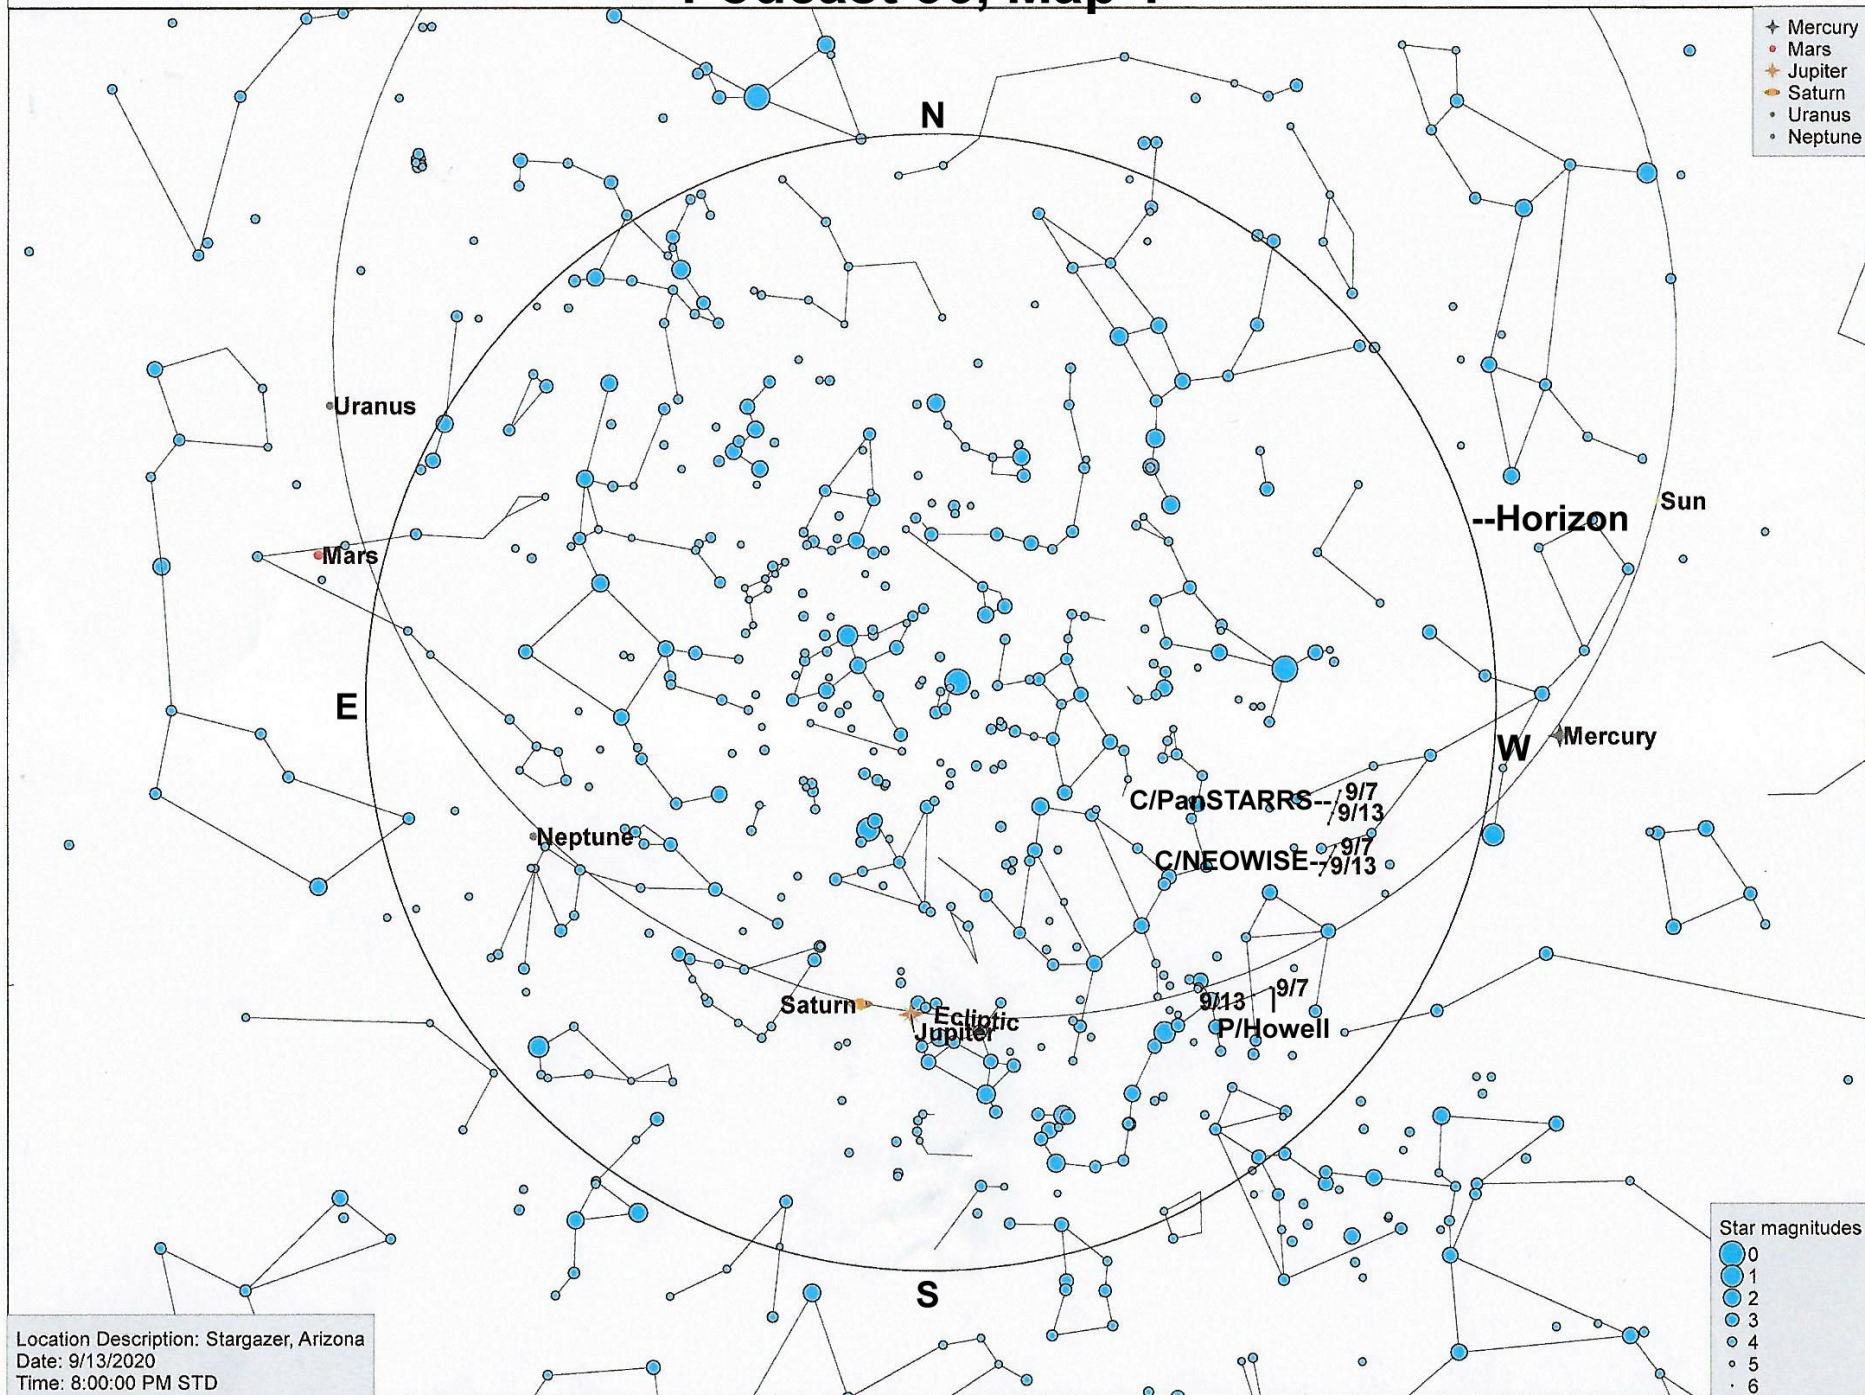 N
Mercury
Mars
Jupiter
Saturn
Uranus
Neptune
Uranus
Sun
--Horizon
Mars
E
W
Mercury
C/PanSTARRS--
9/7
9/13
Neptune
C/NEOWISE--
9/7
9/13
9/7
9/13
Saturn
Ecliptic
Jupiter
P/Howell
S
Star magnitudes
0
1
2
3
4
5
6
Location Description: Stargazer, Arizona
Date: 9/13/2020
Time: 8:00:00 PM STD